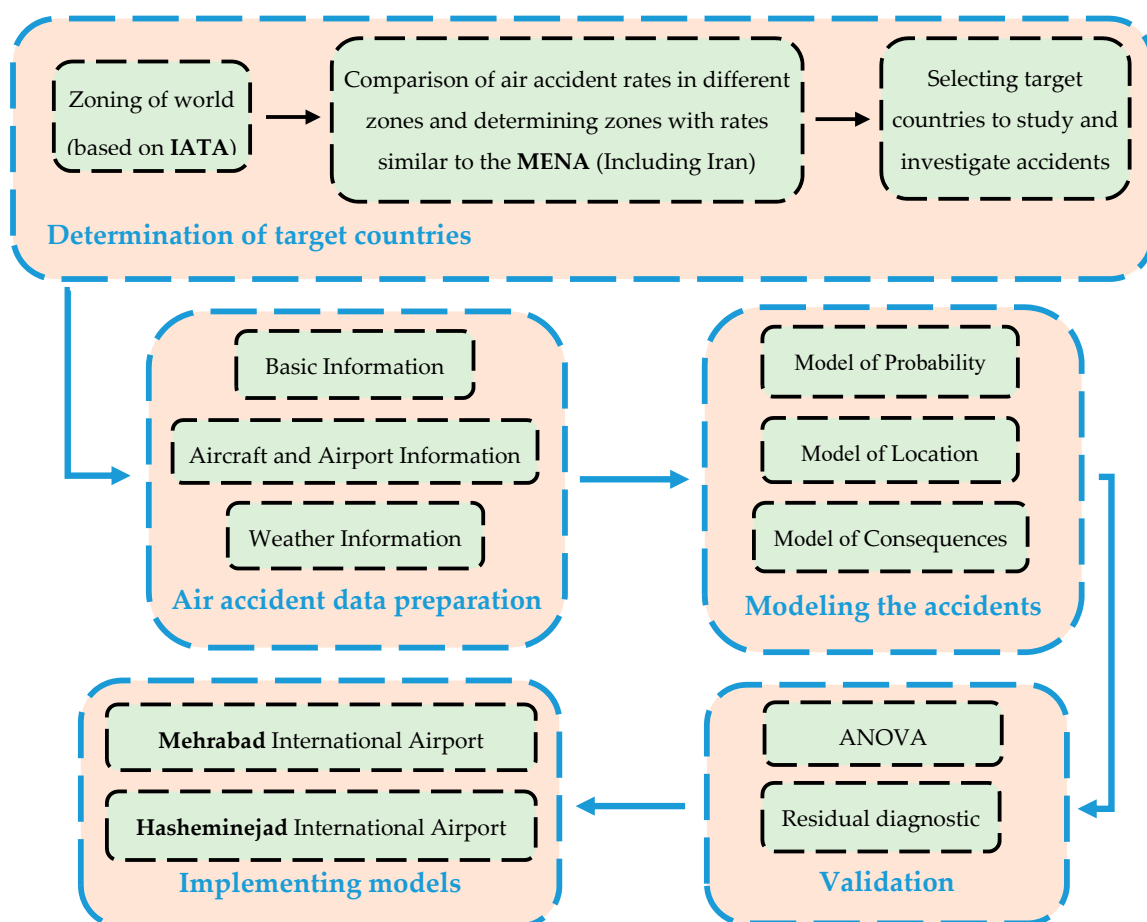 Zoning of world
(based on IATA)
Comparison of air accident rates in different
zones and determining zones with rates
similar to the MENA (Including Iran)
Selecting target
countries to study and
investigate accidents
Determination of target countries
Basic Information
Aircraft and Airport Information
Weather Information
Air accident data preparation
Model of Probability
Model of Location
Model of Consequences
Modeling the accidents
Mehrabad International Airport
Hasheminejad International Airport
Implementing models
ANOVA
Residual diagnostic
Validation